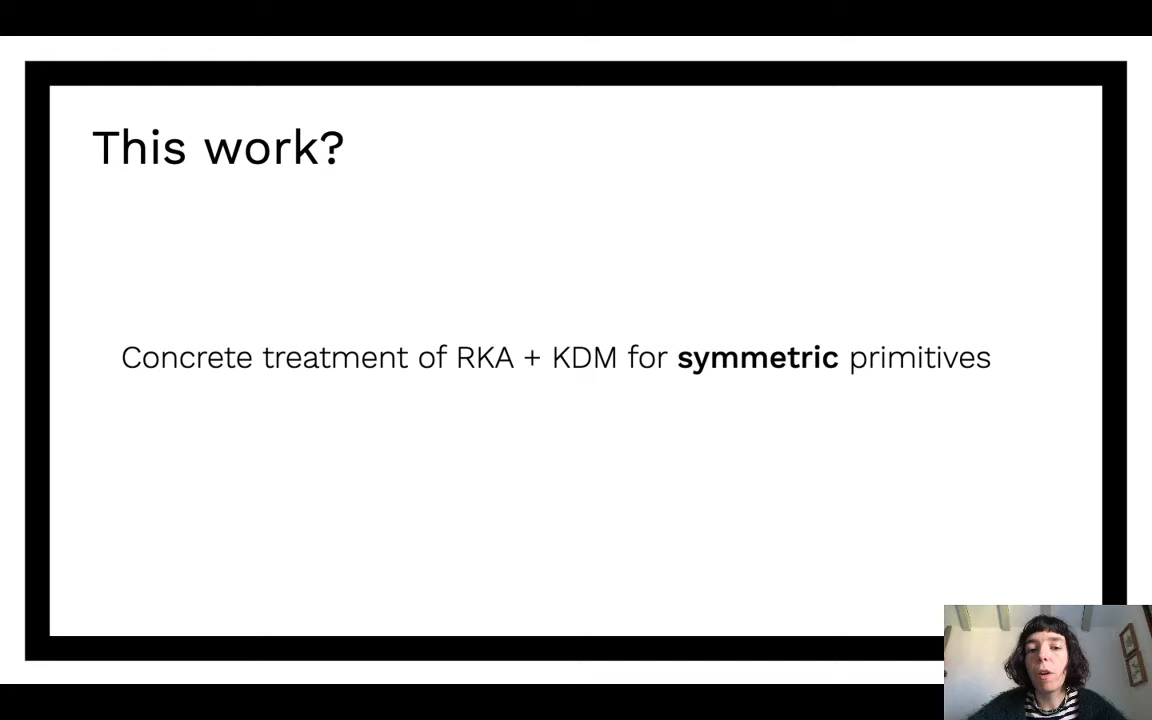 This work?
Concrete treatment of RKA + KDM for symmetric primitives